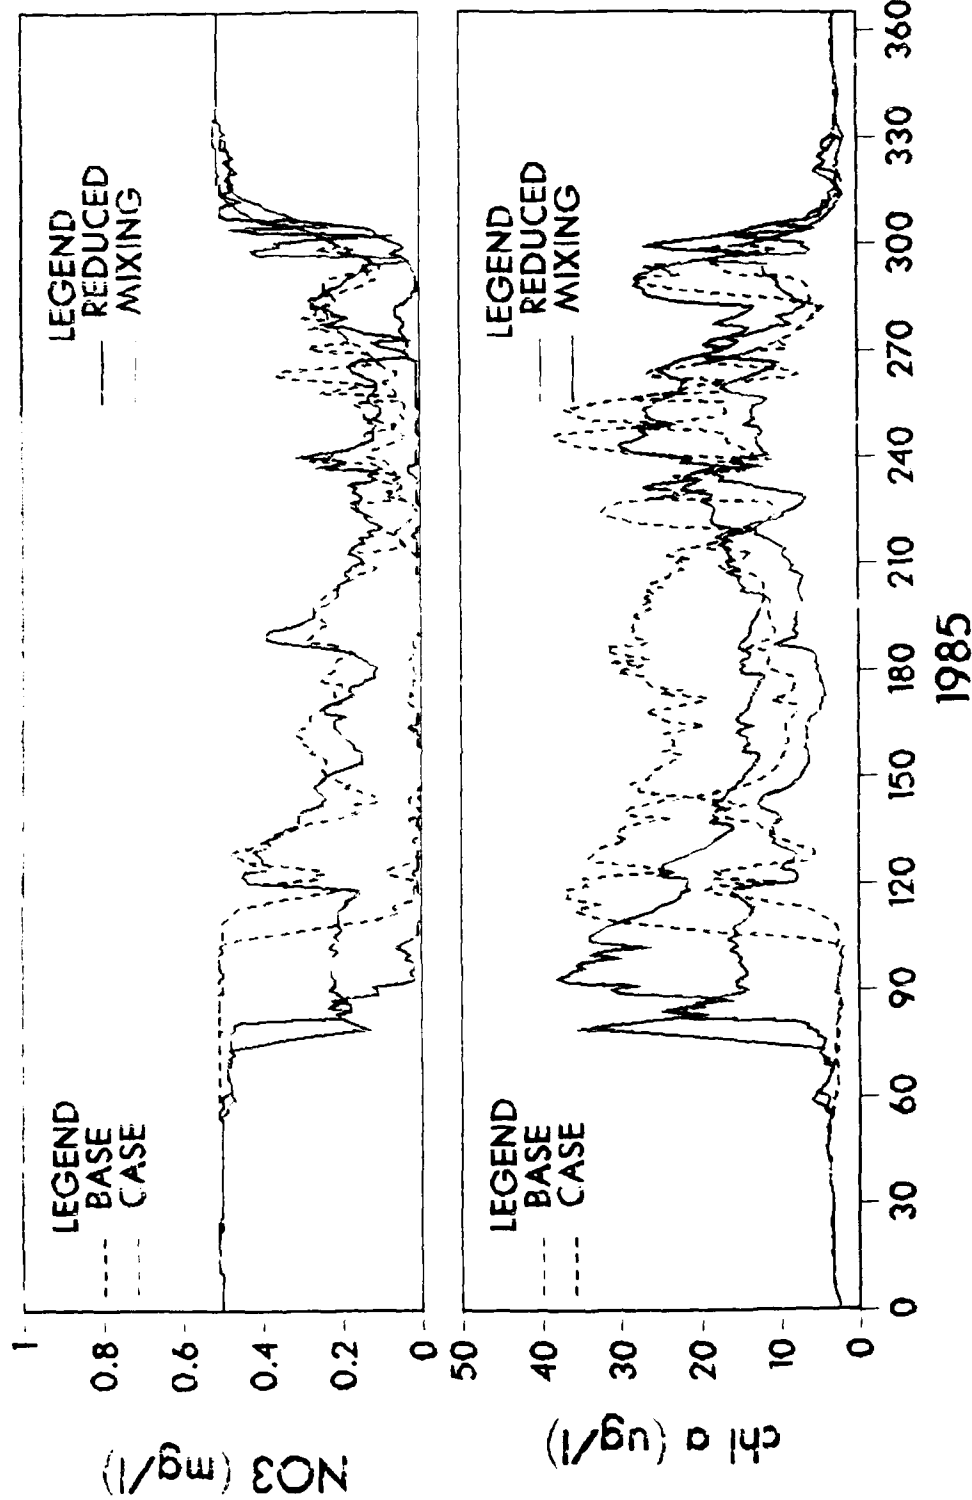 NO3 (mg/l)
1
0.8
0.6
0.4
0.2
0
LEGEND
BASE
CASE
LEGEND
REDUCED
MIXING
chl a (ug/l)
50
40
30
20
10
0
LEGEND
BASE
CASE
LEGEND
REDUCED
MIXING
0 30 60 90 120 150 180 210 240 270 300 330 360
1985